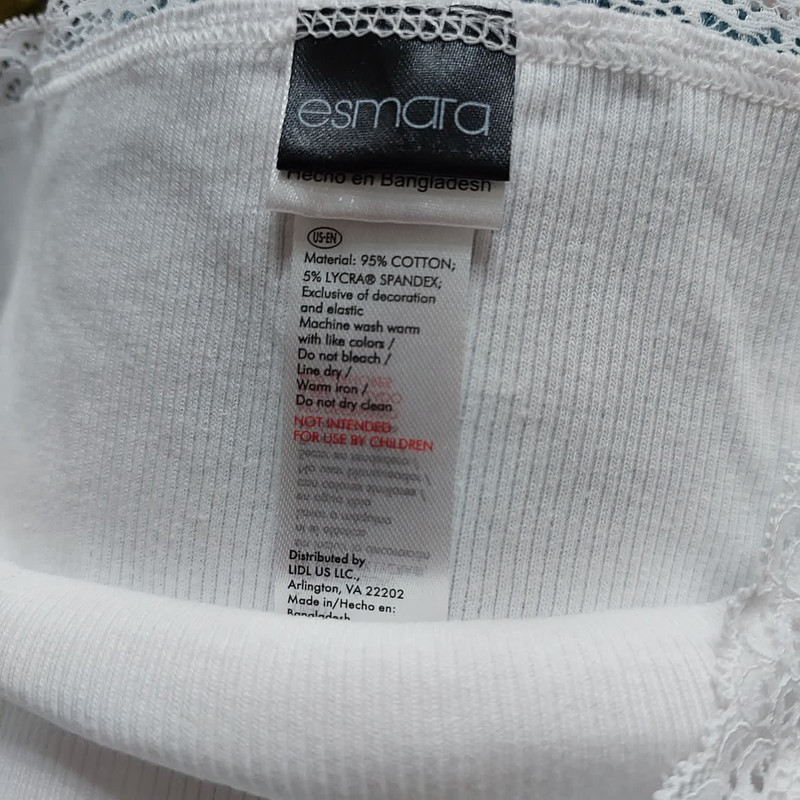 esmara
Hecho en Bangladesh
US-EN
Material: 95% COTTON;
5% LYCRA® SPANDEX;
Exclusive of decoration
and elastic
Machine wash warm
with like colors /
Do not bleach /
Line dry /
Warm iron /
Do not dry clean
NOT INTENDED
FOR USE BY CHILDREN
Distributed by
LIDL US LLC.,
Arlington, VA 22202
Made in/Hecho en:
Bangladesh